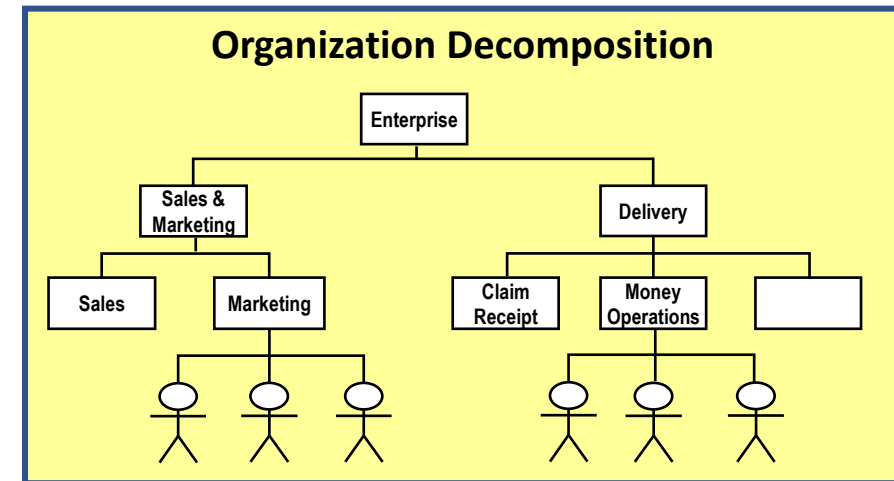 Organization Decomposition
Enterprise
Sales &
Marketing
Delivery
Sales
Marketing
Claim
Receipt
Money
Operations